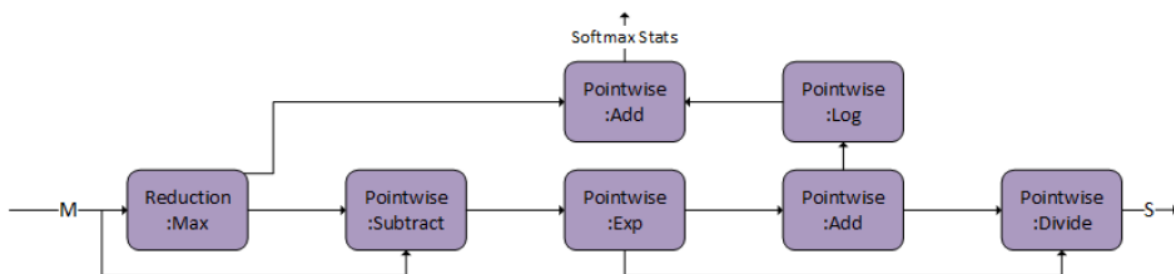 Softmax Stats
Pointwise
:Add
Pointwise
:Log
M
Reduction
:Max
Pointwise
:Subtract
Pointwise
:Exp
Pointwise
:Add
Pointwise
:Divide
S